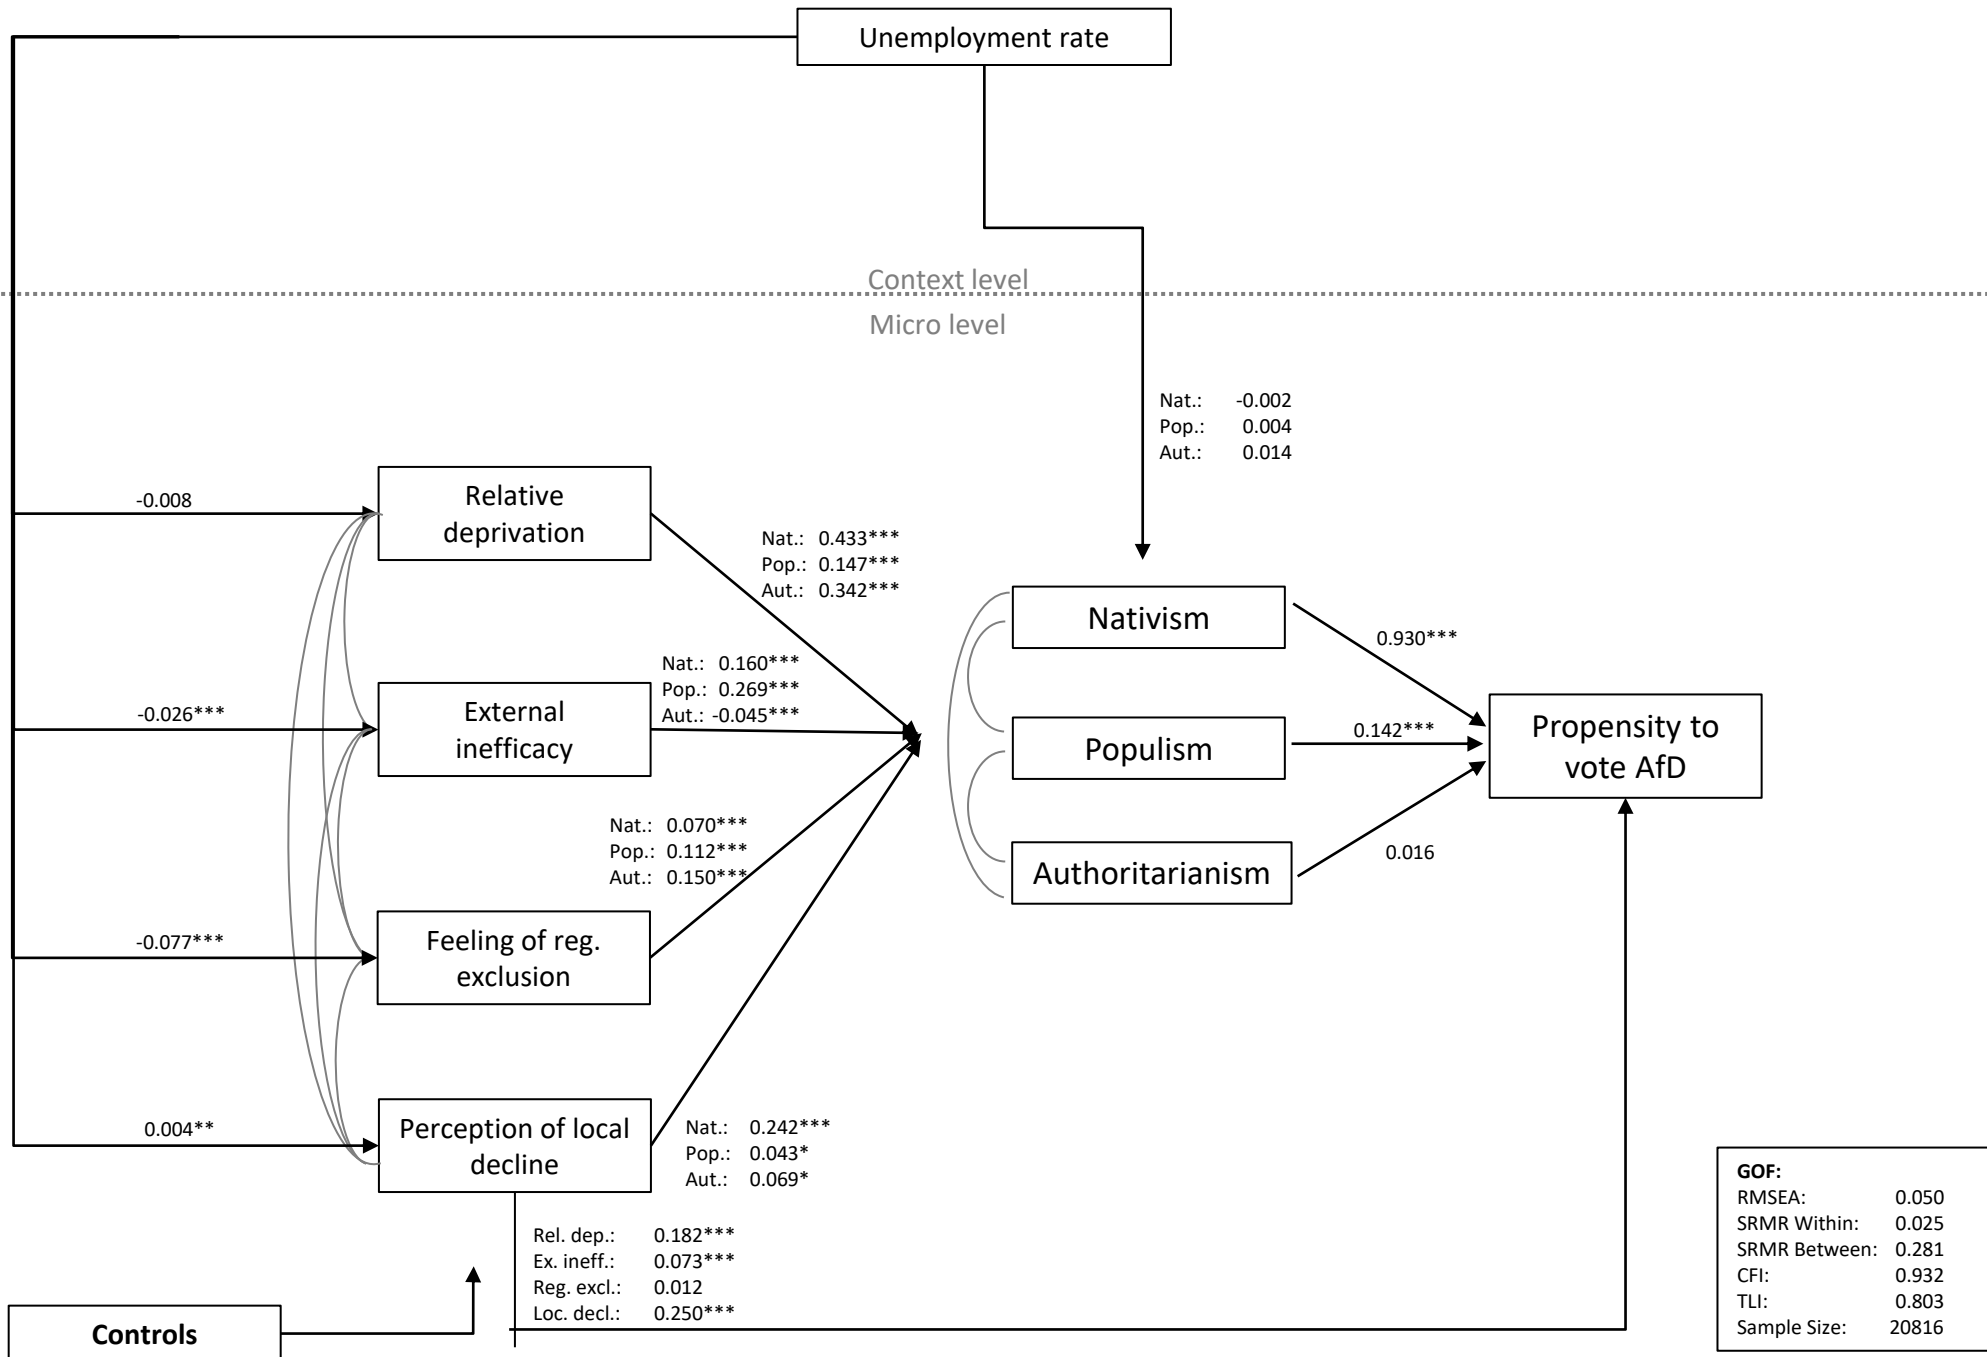 Unemployment rate
Context level
Micro level
Nat.: -0.002
Pop.: 0.004
Aut.: 0.014
-0.008
Relative
deprivation
Nat.: 0.433***
Pop.: 0.147***
Aut.: 0.342***
Nativism
0.930***
-0.026***
External
inefficacy
Nat.: 0.160***
Pop.: 0.269***
Aut.: -0.045***
Populism
0.142***
Propensity to
vote AfD
Nat.: 0.070***
Pop.: 0.112***
Aut.: 0.150***
Authoritarianism
0.016
-0.077***
Feeling of reg.
exclusion
0.004**
Perception of local
decline
Nat.: 0.242***
Pop.: 0.043*
Aut.: 0.069*
Rel. dep.: 0.182***
Ex. ineff.: 0.073***
Reg. excl.: 0.012
Loc. decl.: 0.250***
Controls
GOF:
RMSEA: 0.050
SRMR Within: 0.025
SRMR Between: 0.281
CFI: 0.932
TLI: 0.803
Sample Size: 20816